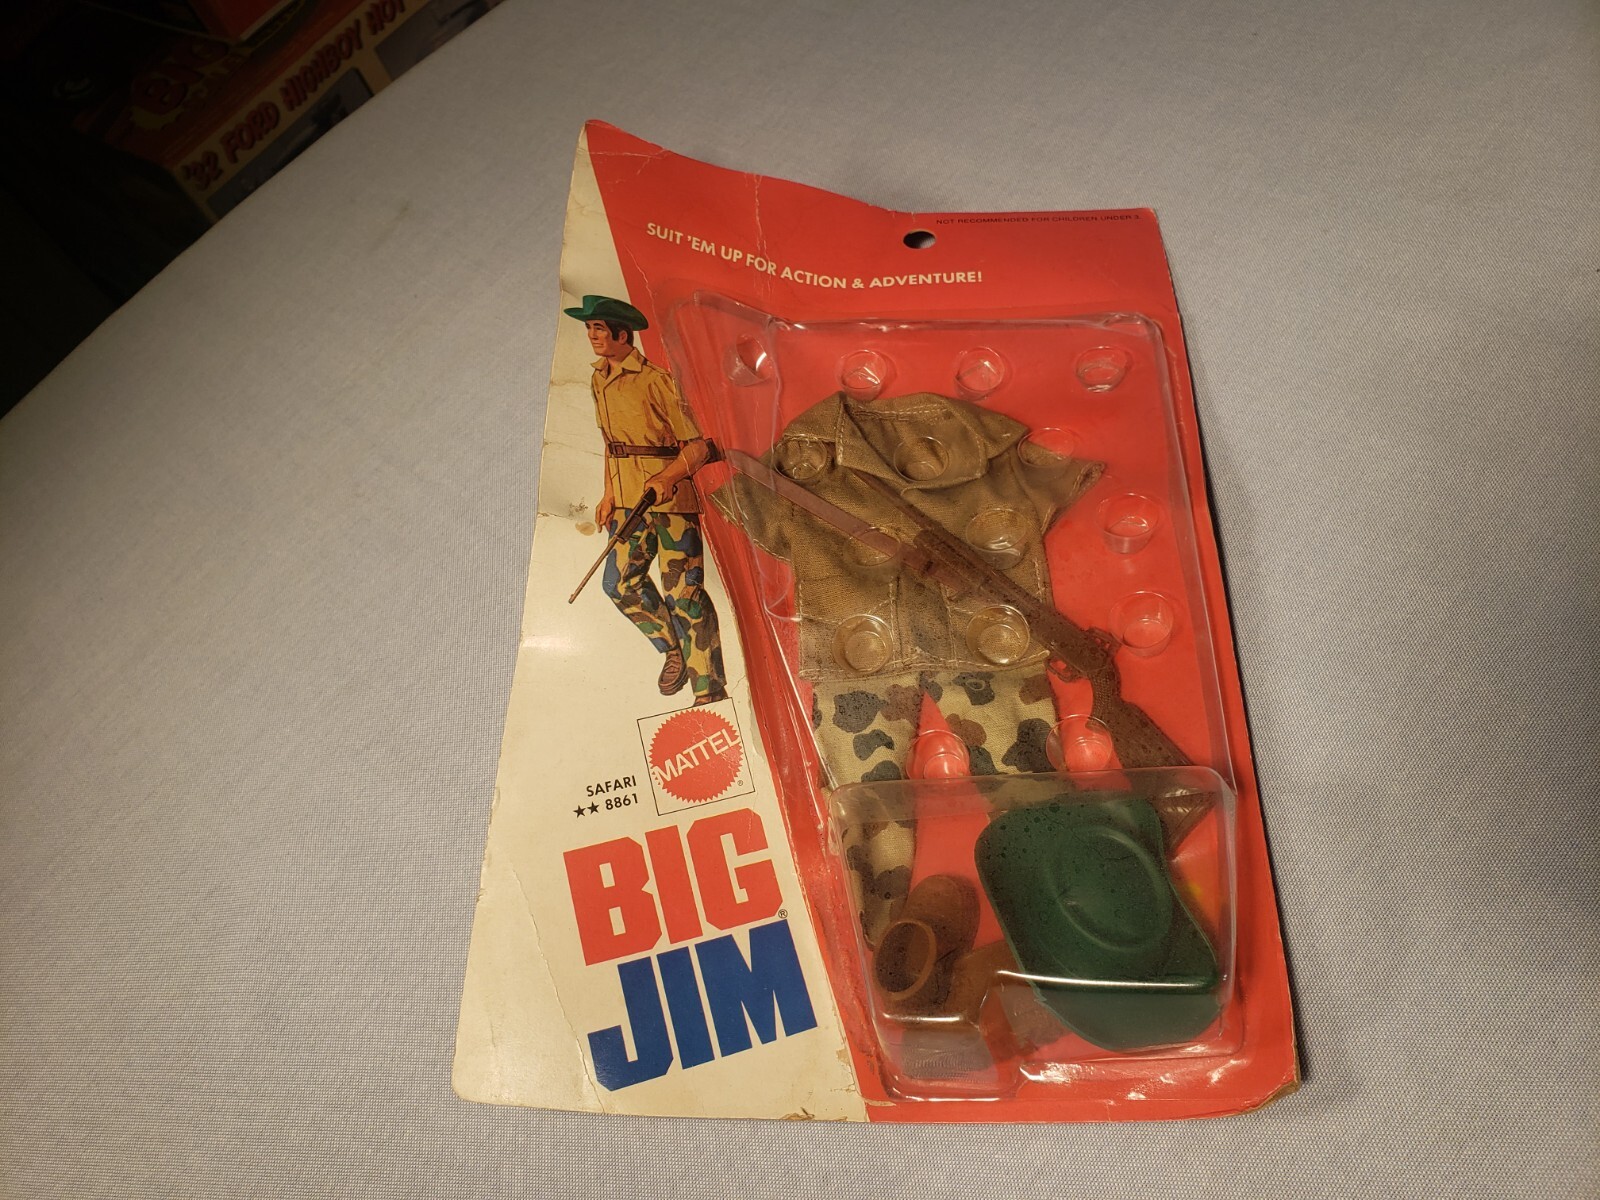 '32 FORD HIGHBOY HOT
NOT RECOMMENDED FOR CHILDREN UNDER 3.
SUIT 'EM UP FOR ACTION & ADVENTURE!
MATTEL
®
SAFARI
★★ 8861
BIG
JIM
®